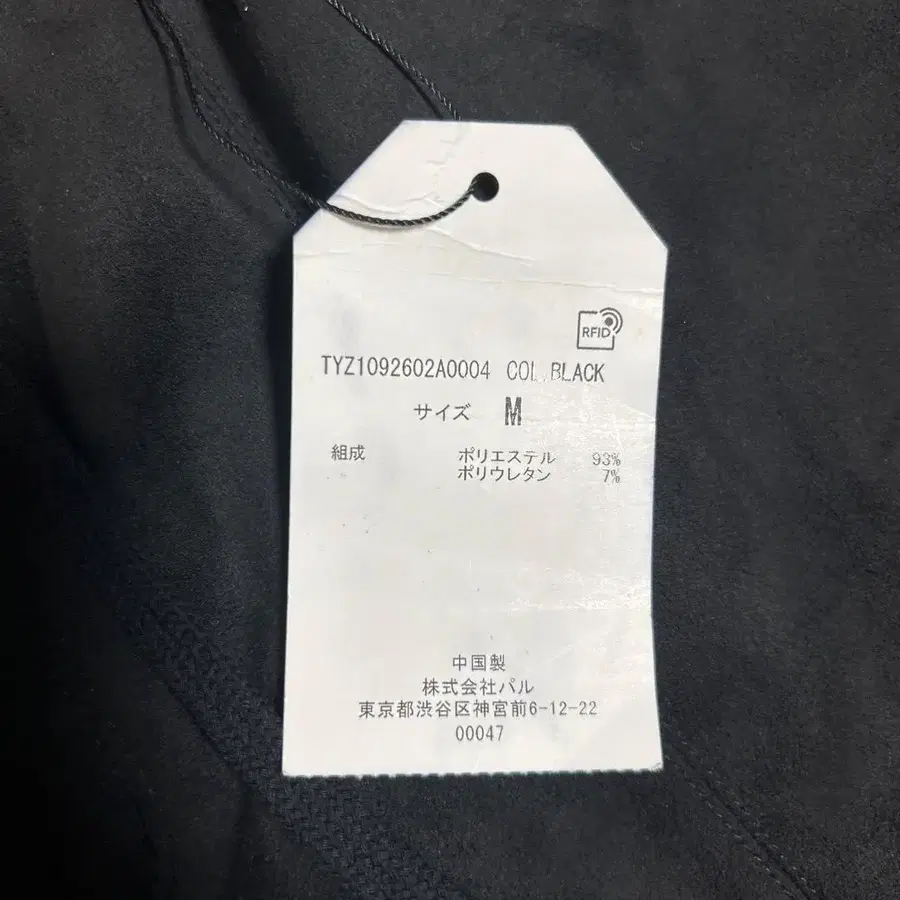 RFID
TYZ1092602A0004 COL.BLACK
サイズ M
組成 ポリエステル 93%
ポリウレタン 7%
中国製
株式会社パル
東京都渋谷区神宮前6-12-22
00047